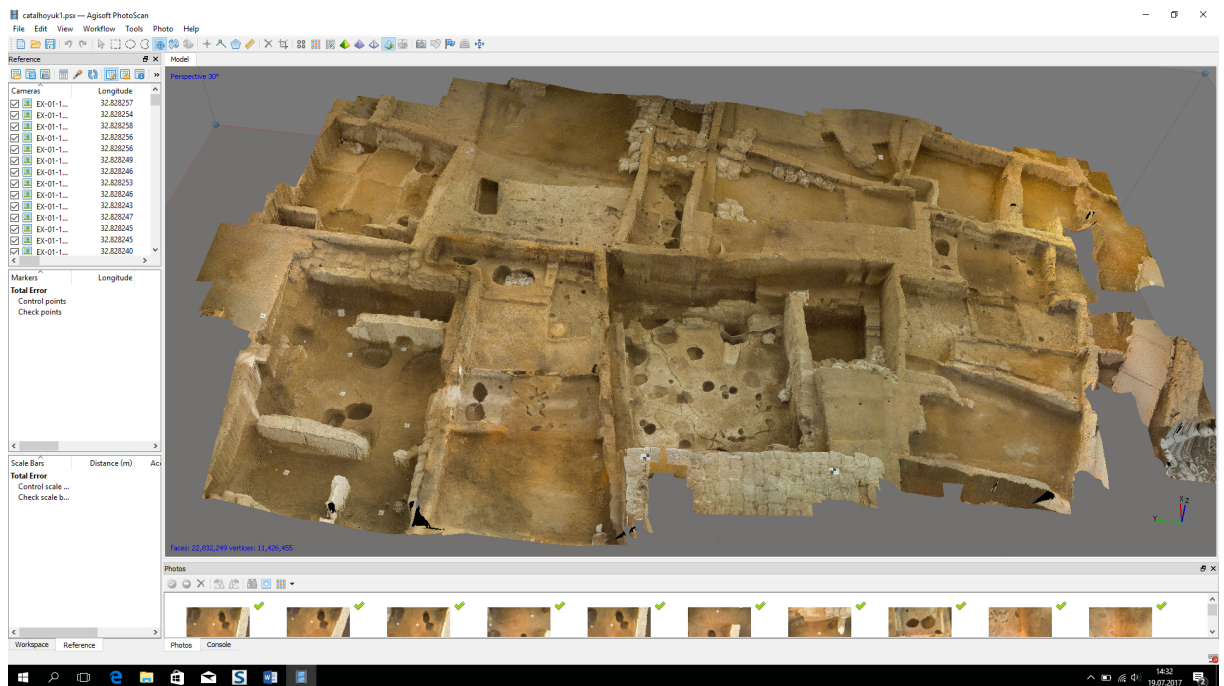 catalhoyuk1.psx — Agisoft PhotoScan
File Edit View Workflow Tools Photo Help
Reference
Model
Cameras Longitude
EX-01-1... 32.828257
EX-01-1... 32.828254
EX-01-1... 32.828258
EX-01-1... 32.828256
EX-01-1... 32.828256
EX-01-1... 32.828249
EX-01-1... 32.828246
EX-01-1... 32.828253
EX-01-1... 32.828246
EX-01-1... 32.828243
EX-01-1... 32.828247
EX-01-1... 32.828245
EX-01-1... 32.828245
EX-01-1... 32.828240
Markers Longitude
Total Error
Control points
Check points
Scale Bars Distance (m) Acc
Total Error
Control scale ...
Check scale b...
Workspace Reference
Perspective 30°
X Z
Y
faces: 22,832,249 vertices: 11,426,455
Photos
Photos Console
14:32
19.07.2017